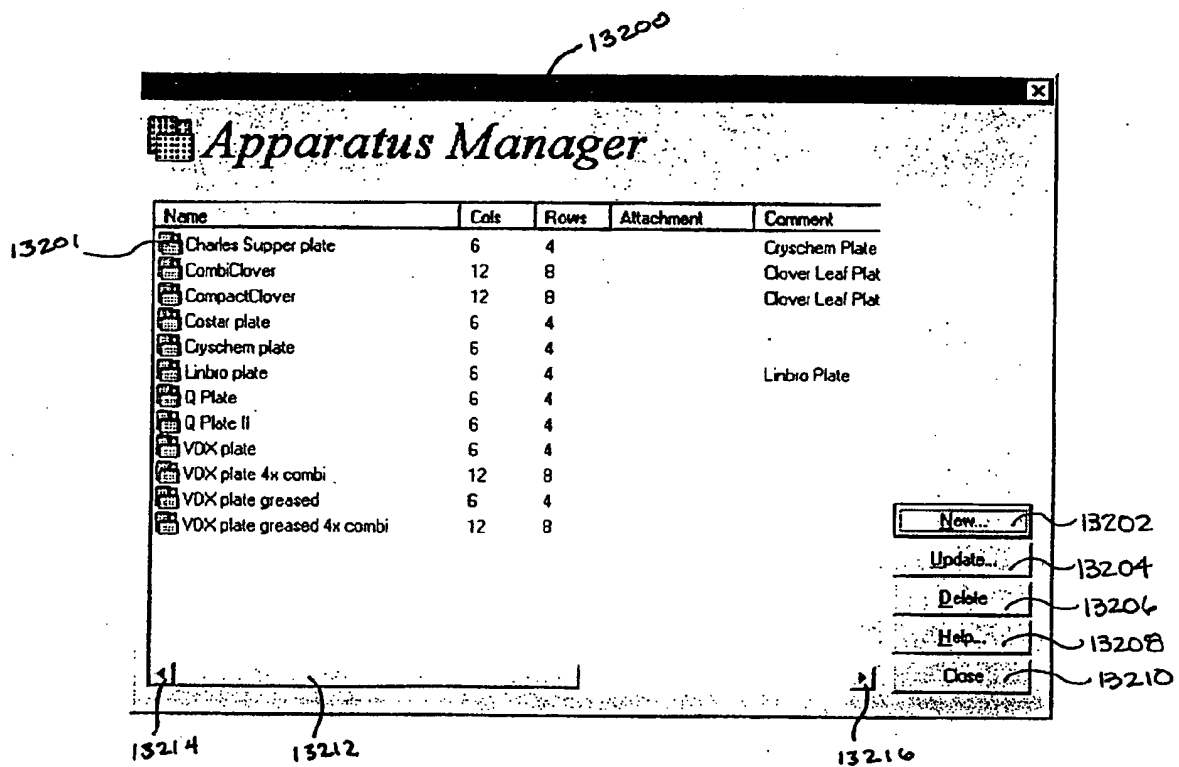 13200
Apparatus Manager
Name Cols Rows Attachment Comment
13201
Charles Supper plate 6 4 Cryschem Plate
CombiClover 12 8 Clover Leaf Plat
CompactClover 12 8 Clover Leaf Plat
Costar plate 6 4
Cryschem plate 6 4
Linbro plate 6 4 Linbro Plate
Q Plate 6 4
Q Plate II 6 4
VDX plate 6 4
VDX plate 4x combi 12 8
VDX plate greased 6 4
VDX plate greased 4x combi 12 8
New... 13202
Update... 13204
Delete 13206
Help... 13208
Close 13210
13214 13212 13216